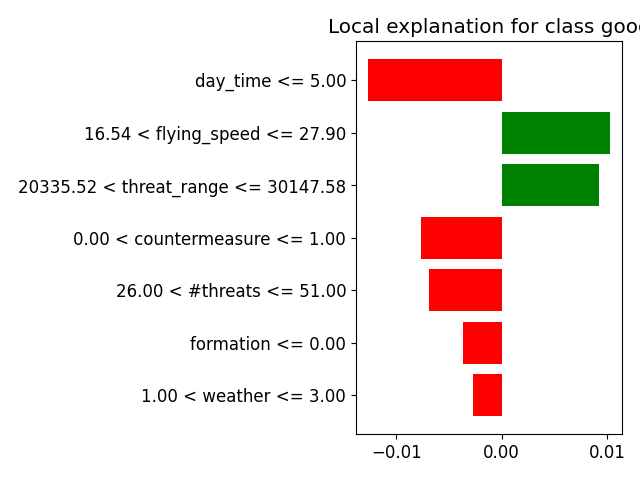 Local explanation for class good
day_time <= 5.00
16.54 < flying_speed <= 27.90
20335.52 < threat_range <= 30147.58
0.00 < countermeasure <= 1.00
26.00 < #threats <= 51.00
formation <= 0.00
1.00 < weather <= 3.00
−0.01 0.00 0.01